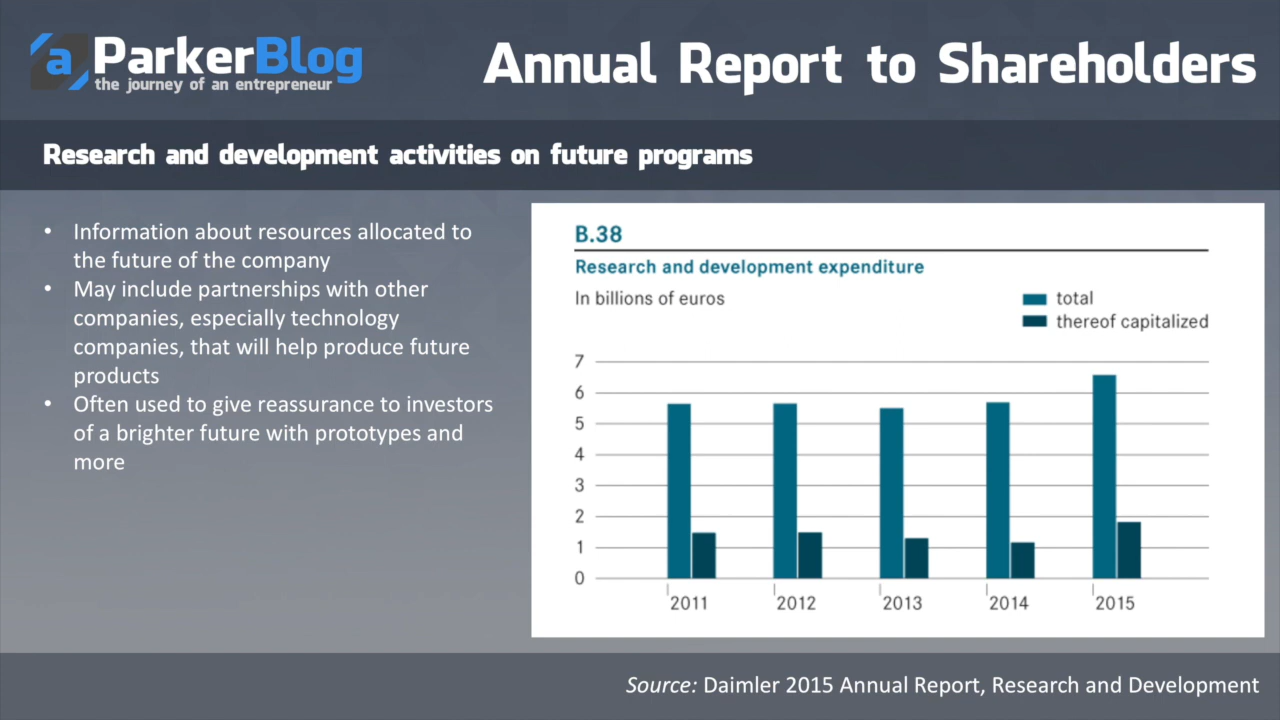 a ParkerBlog
the journey of an entrepreneur
Annual Report to Shareholders
Research and development activities on future programs
• Information about resources allocated to
the future of the company
• May include partnerships with other
companies, especially technology
companies, that will help produce future
products
• Often used to give reassurance to investors
of a brighter future with prototypes and
more
B.38
Research and development expenditure
In billions of euros
total
thereof capitalized
7
6
5
4
3
2
1
0
2011 2012 2013 2014 2015
Source: Daimler 2015 Annual Report, Research and Development